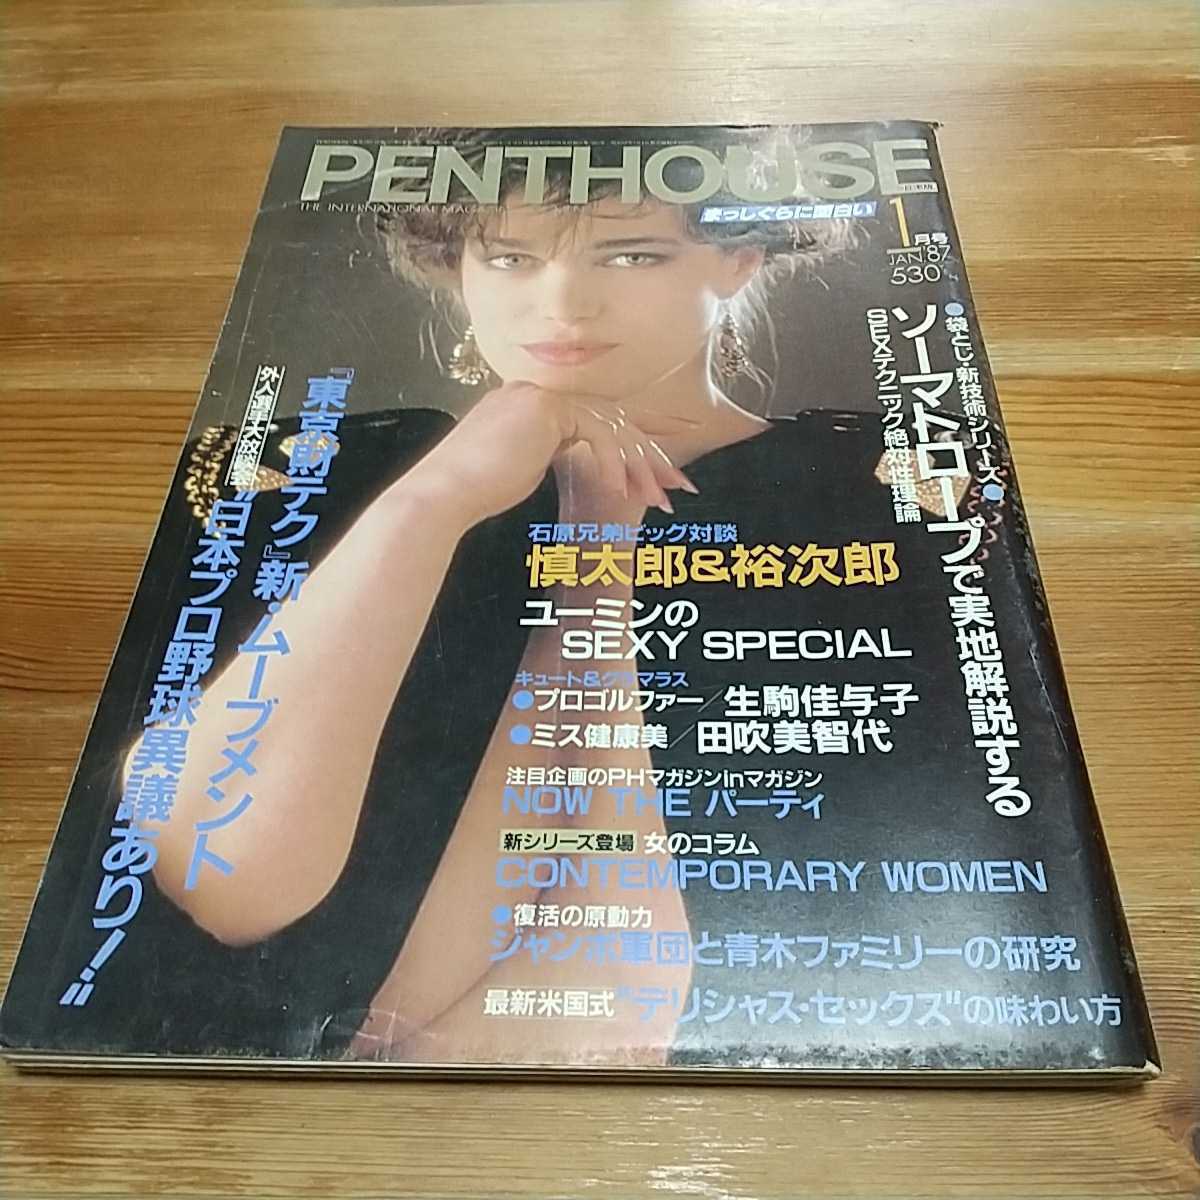 PENTHOUSE
日本版
THE INTERNATIONAL MAGAZINE
まっしぐらに面白い
1月号
JAN.'87
530
●袋とじ新技術シリーズ●
ソーマトロープで実地解説する
SEXテクニック絶対性理論
『東京財テク』新・ムーブメント
外人選手大放談
"日本プロ野球異議あり!"
石原兄弟ビッグ対談
慎太郎&裕次郎
ユーミンの
SEXY SPECIAL
キュート&グラマラス
●プロゴルファー/生駒佳与子
●ミス健康美/田吹美智代
注目企画のPHマガジンinマガジン
NOW THE パーティ
新シリーズ登場 女のコラム
CONTEMPORARY WOMEN
●復活の原動力
ジャンボ軍団と青木ファミリーの研究
最新米国式"デリシャス・セックス"の味わい方